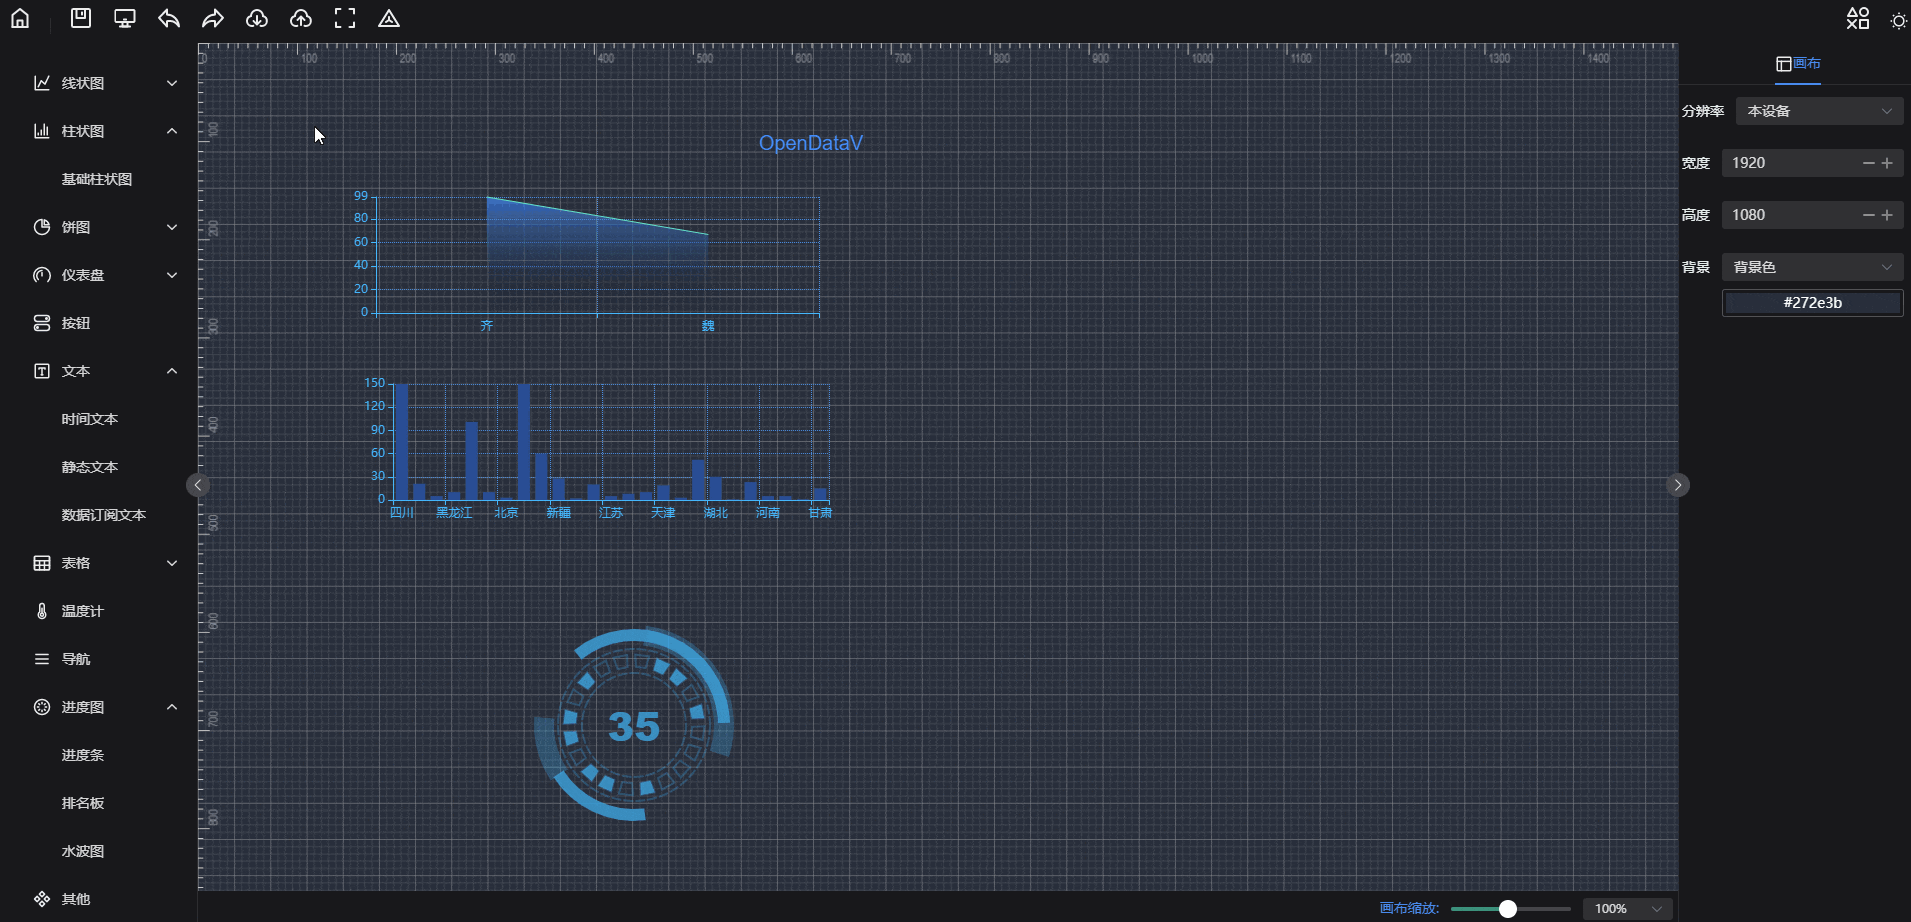 线状图
柱状图
基础柱状图
饼图
仪表盘
按钮
文本
时间文本
静态文本
数据订阅文本
表格
温度计
导航
进度图
进度条
排名板
水波图
其他
0 100 100 200 300 400 500 600 700 800 900 1000 1100 1200 1300 1400
100
200
300
400
500
600
700
800
OpenDataV
99
80
60
40
20
0
齐 魏
150
120
90
60
30
0
四川 黑龙江 北京 新疆 江苏 天津 湖北 河南 甘肃
35
画布
分辨率 本设备
宽度 1920
高度 1080
背景 背景色
#272e3b
画布缩放: 100%